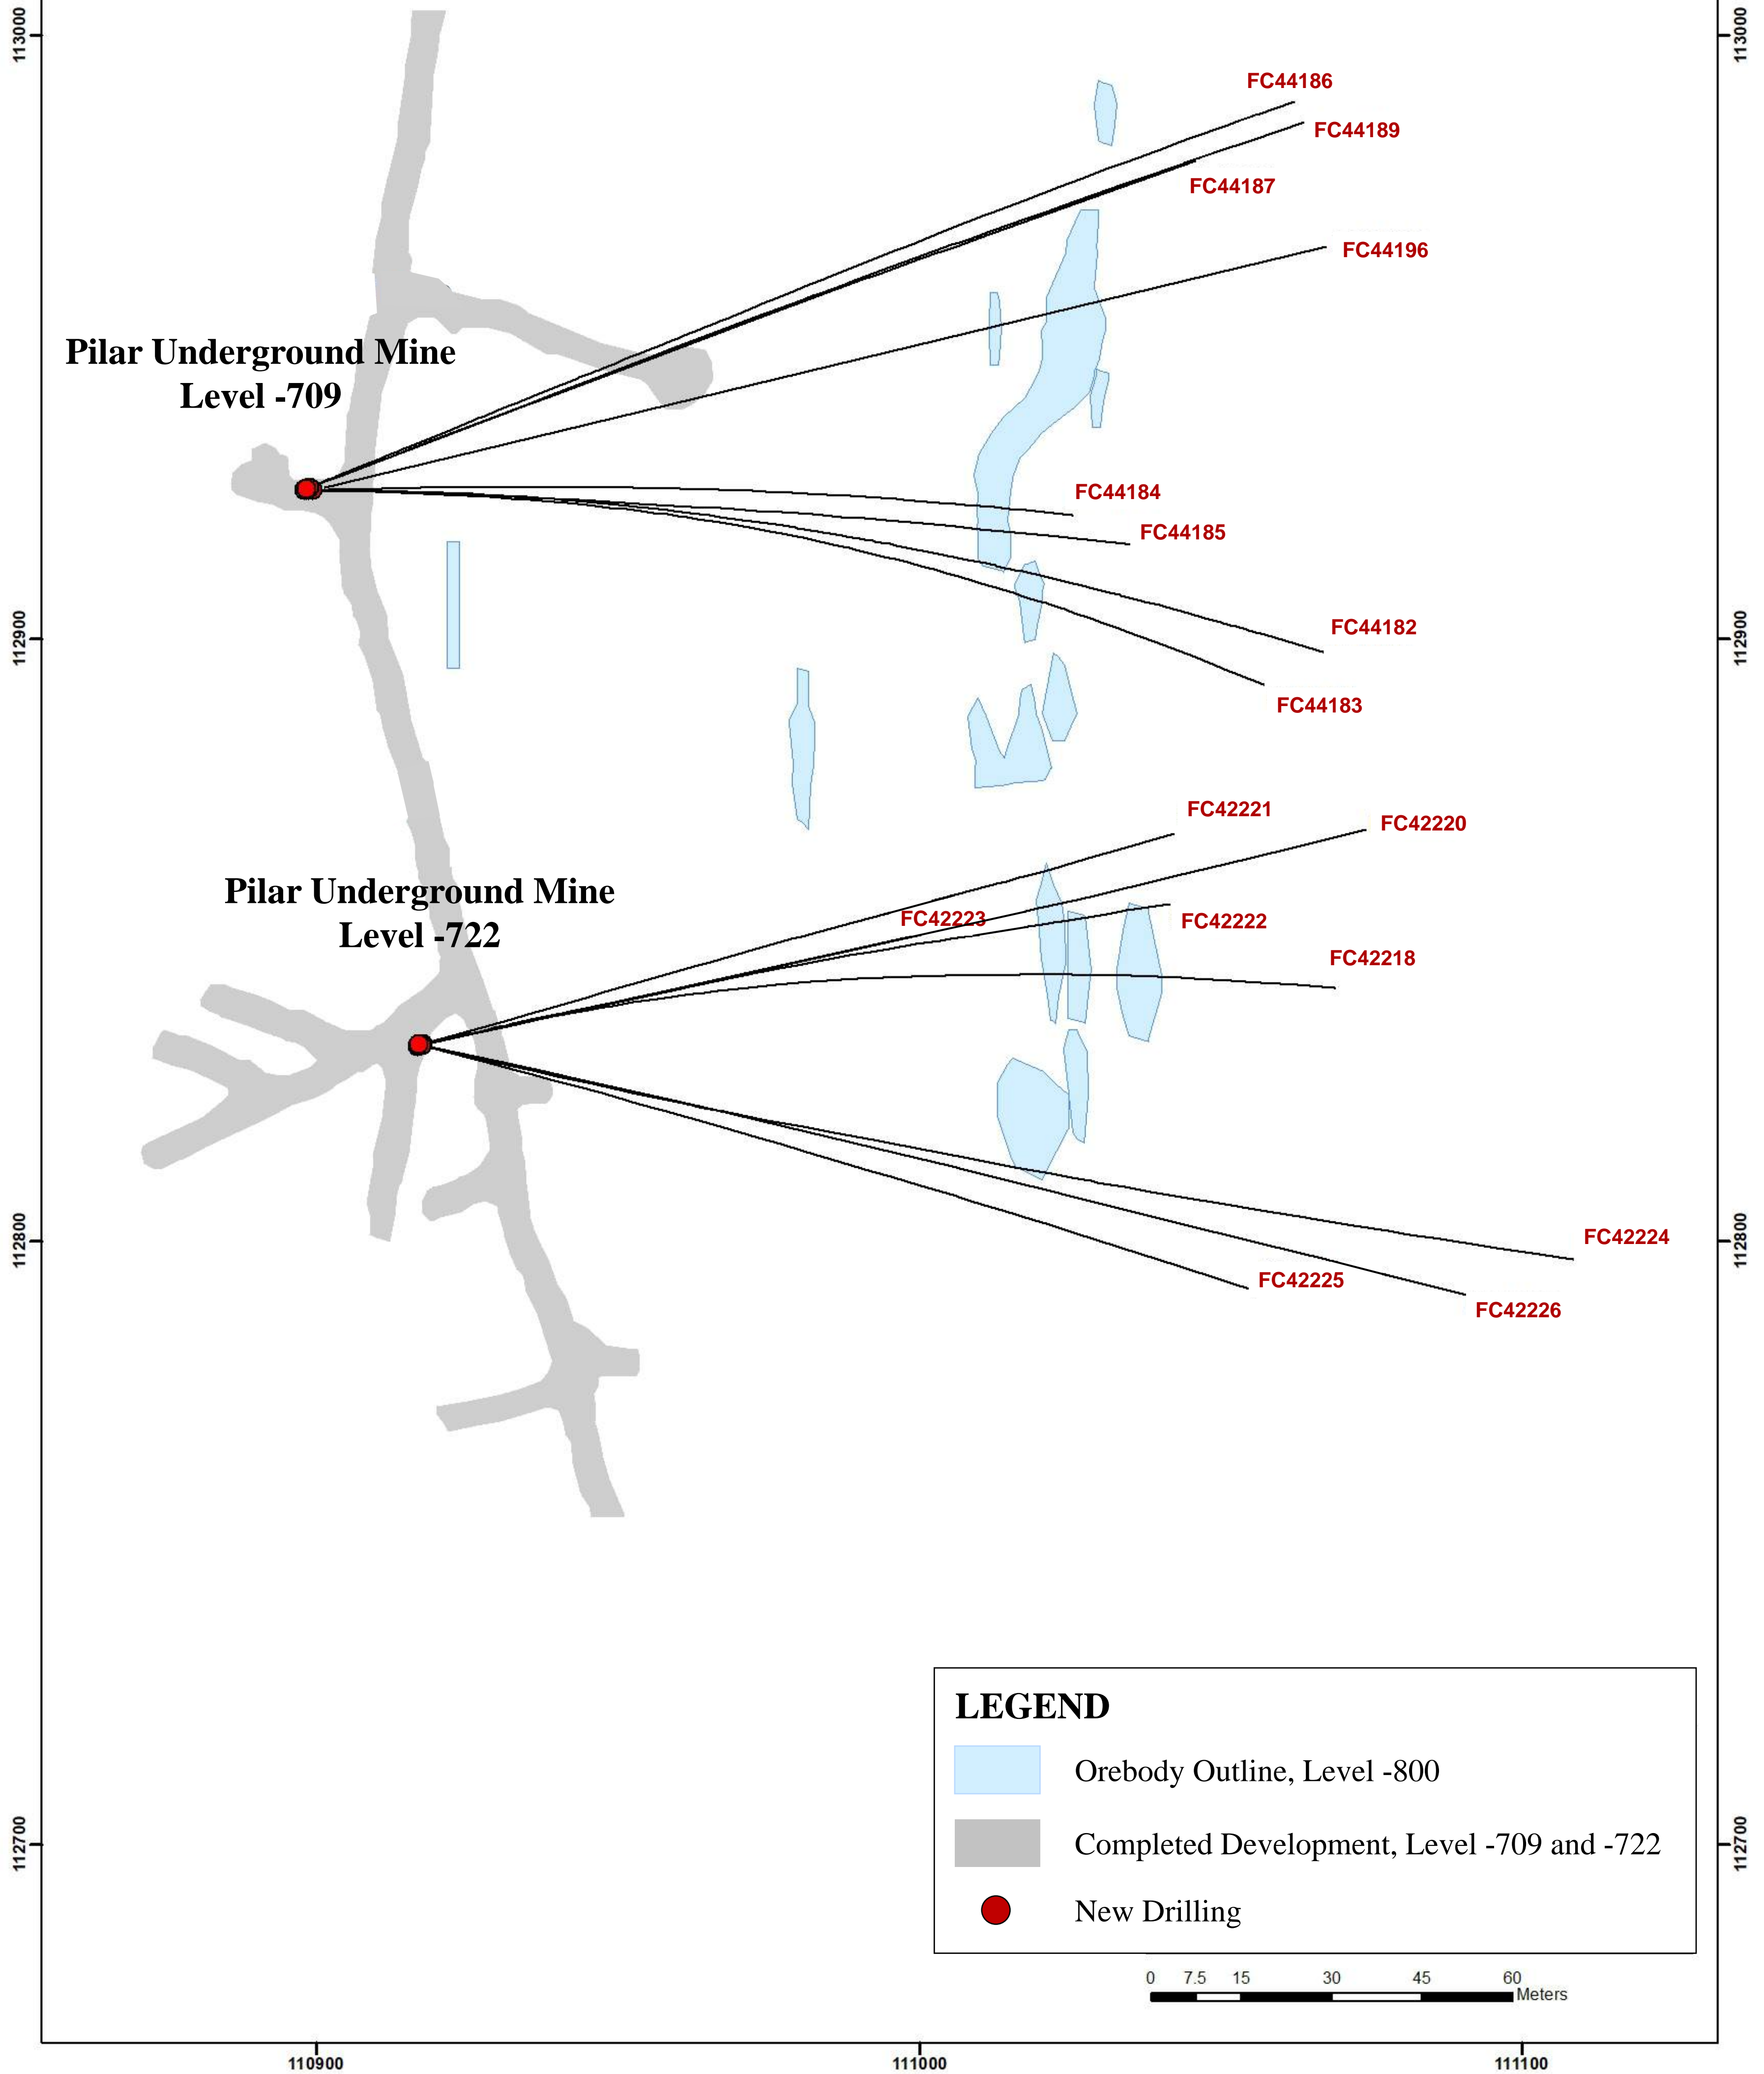 113000
113000
FC44186
FC44189
FC44187
FC44196
Pilar Underground Mine
Level -709
FC44184
FC44185
112900
112900
FC44182
FC44183
FC42221
FC42220
Pilar Underground Mine
Level -722
FC42223
FC42222
FC42218
112800
112800
FC42224
FC42225
FC42226
LEGEND
Orebody Outline, Level -800
Completed Development, Level -709 and -722
New Drilling
112700
112700
0 7.5 15 30 45 60
Meters
110900
111000
111100